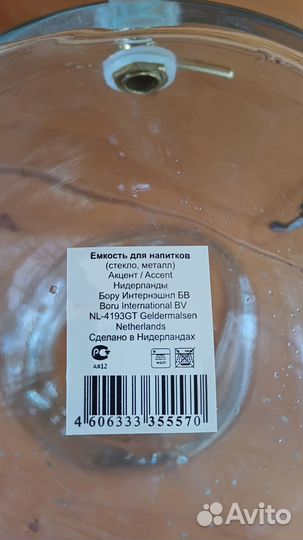 Емкость для напитков
(стекло, металл)
Акцент / Accent
Нидерланды
Бору Интернэшнл БВ
Boru International BV
NL-4193GT Geldermalsen
Netherlands
Сделано в Нидерландах
АЯ12
4 606333 355570
Avito